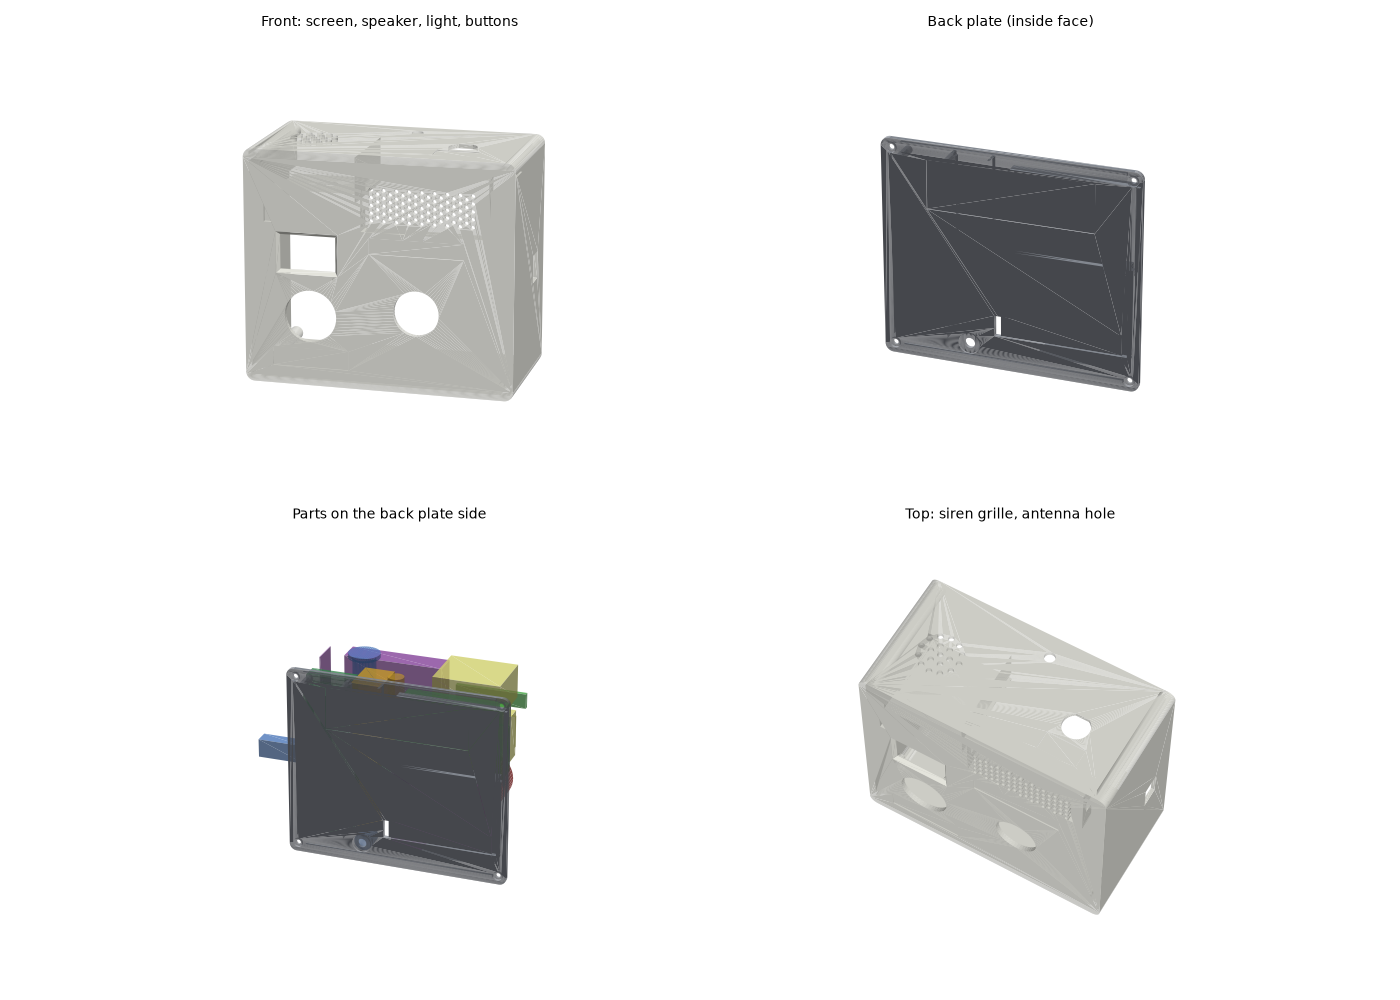 Front: screen, speaker, light, buttons
Back plate (inside face)
Parts on the back plate side
Top: siren grille, antenna hole